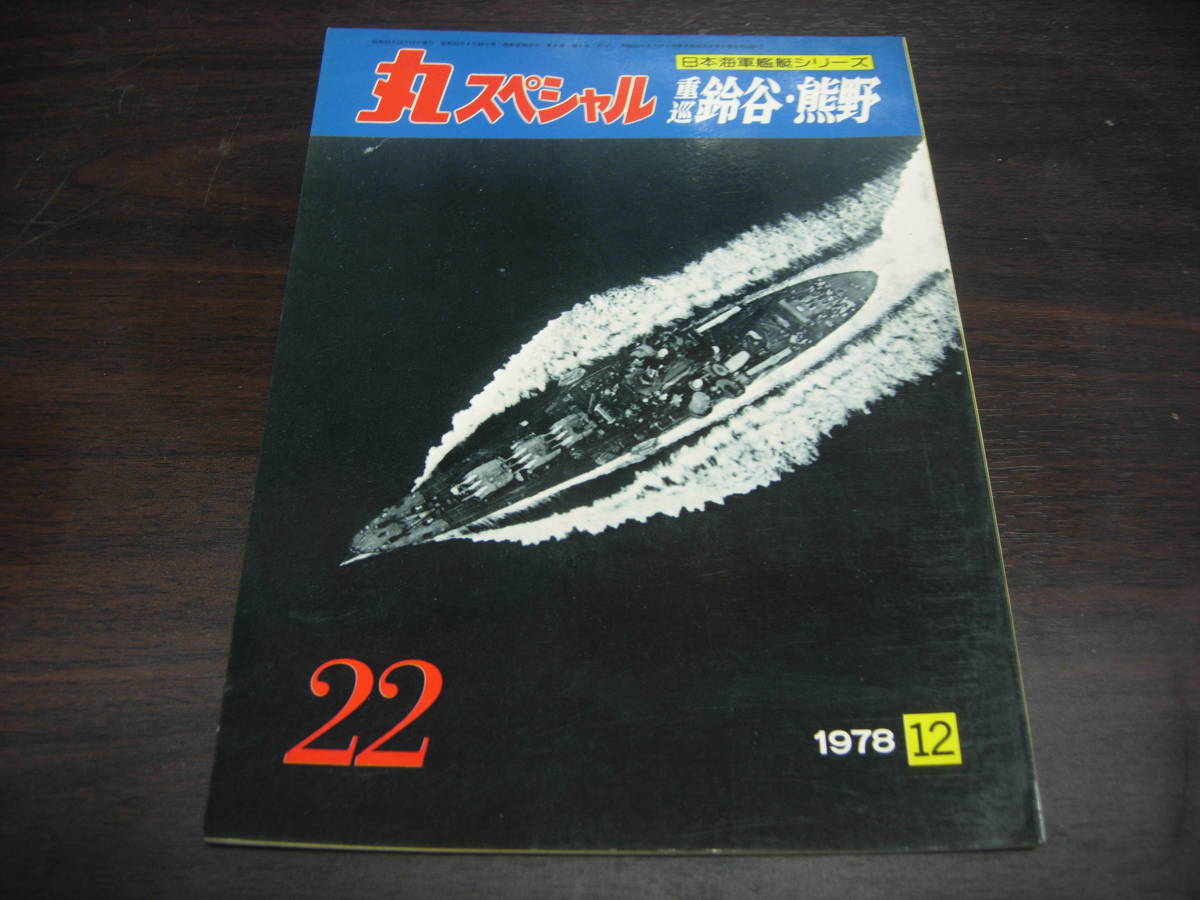 日本海軍艦艇シリーズ
丸スペシャル
重巡 鈴谷・熊野
22
1978 12